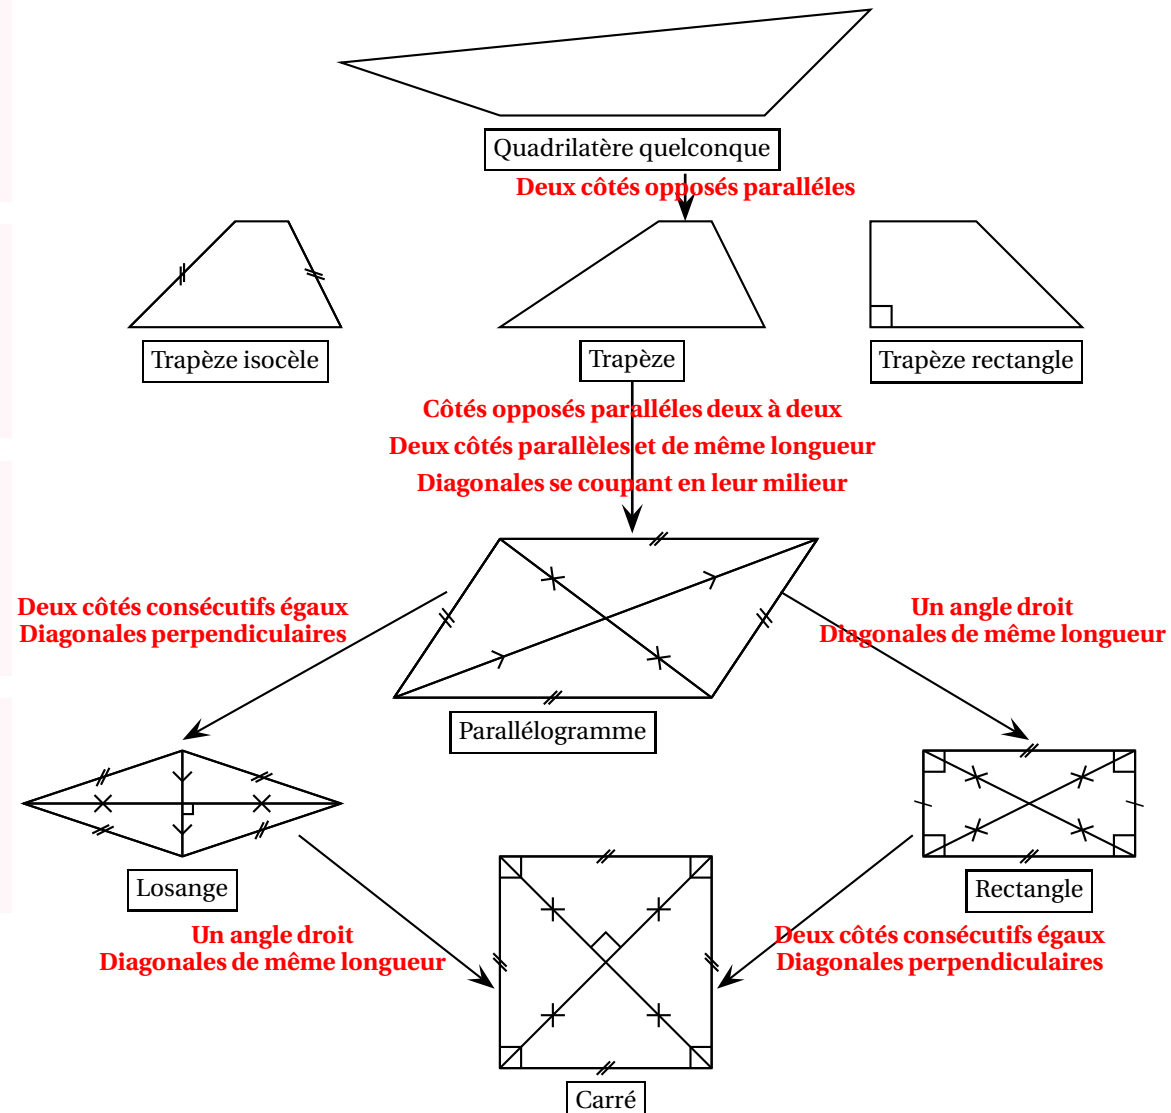 Quadrilatère quelconque
Deux côtés opposés paralléles
Trapèze isocèle
Trapèze
Trapèze rectangle
Côtés opposés paralléles deux à deux
Deux côtés parallèles et de même longueur
Diagonales se coupant en leur milieur
Deux côtés consécutifs égaux
Diagonales perpendiculaires
Un angle droit
Diagonales de même longueur
Parallélogramme
Losange
Rectangle
Un angle droit
Diagonales de même longueur
Deux côtés consécutifs égaux
Diagonales perpendiculaires
Carré